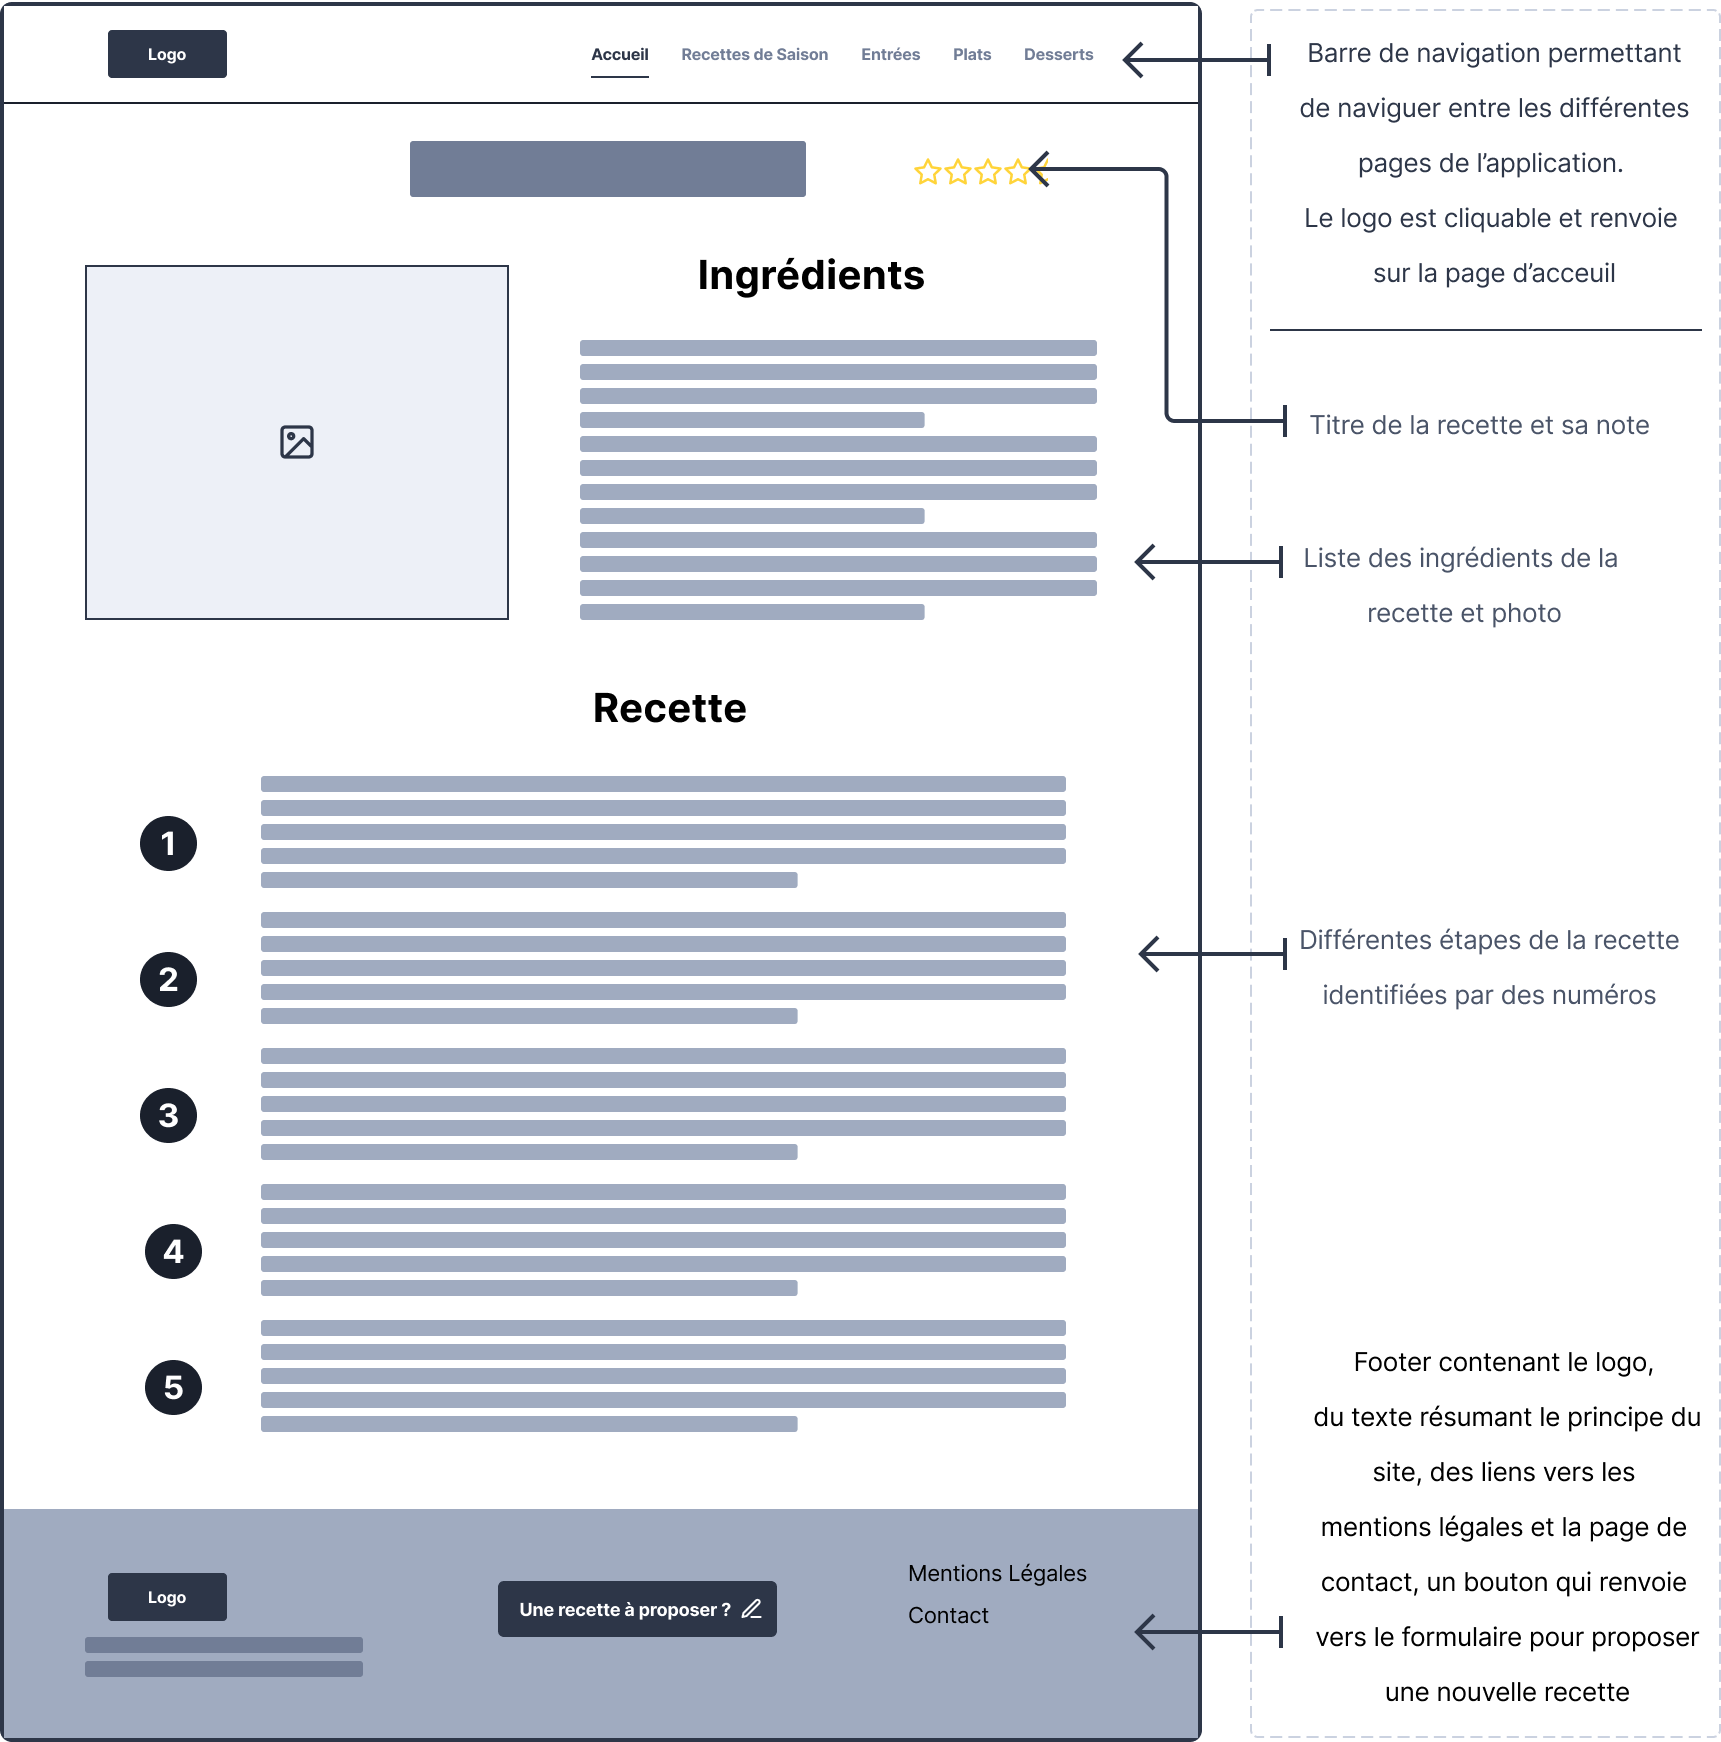 Logo
Accueil Recettes de Saison Entrées Plats Desserts
Ingrédients
Recette
1
2
3
4
5
Logo
Une recette à proposer ?
Mentions Légales
Contact
Barre de navigation permettant
de naviguer entre les différentes
pages de l’application.
Le logo est cliquable et renvoie
sur la page d’acceuil
Titre de la recette et sa note
Liste des ingrédients de la
recette et photo
Différentes étapes de la recette
identifiées par des numéros
Footer contenant le logo,
du texte résumant le principe du
site, des liens vers les
mentions légales et la page de
contact, un bouton qui renvoie
vers le formulaire pour proposer
une nouvelle recette